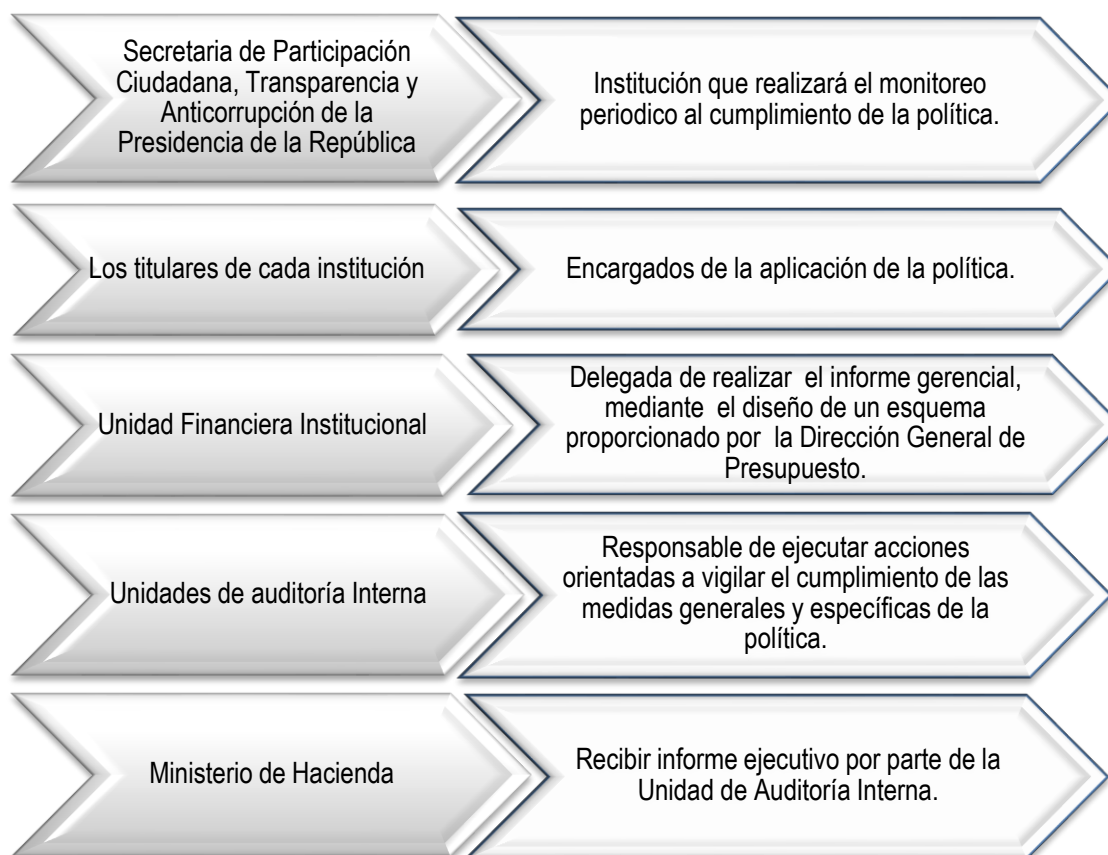 Secretaria de Participación
Ciudadana, Transparencia y
Anticorrupción de la
Presidencia de la República
Institución que realizará el monitoreo
periodico al cumplimiento de la política.
Los titulares de cada institución
Encargados de la aplicación de la política.
Unidad Financiera Institucional
Delegada de realizar el informe gerencial,
mediante el diseño de un esquema
proporcionado por la Dirección General de
Presupuesto.
Unidades de auditoría Interna
Responsable de ejecutar acciones
orientadas a vigilar el cumplimiento de las
medidas generales y específicas de la
política.
Ministerio de Hacienda
Recibir informe ejecutivo por parte de la
Unidad de Auditoría Interna.